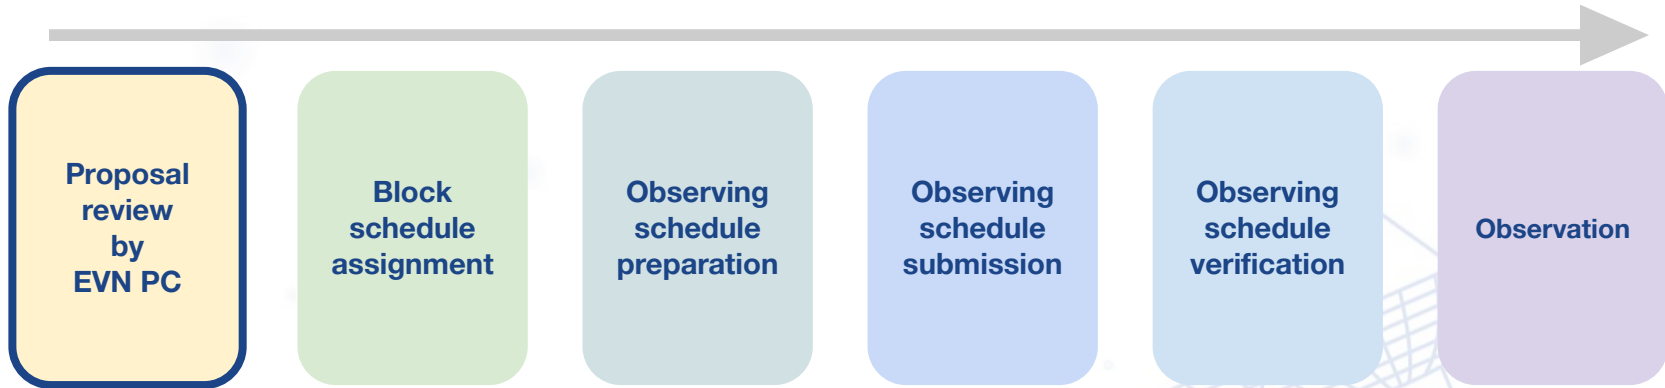 Proposal
review
by
EVN PC
Block
schedule
assignment
Observing
schedule
preparation
Observing
schedule
submission
Observing
schedule
verification
Observation